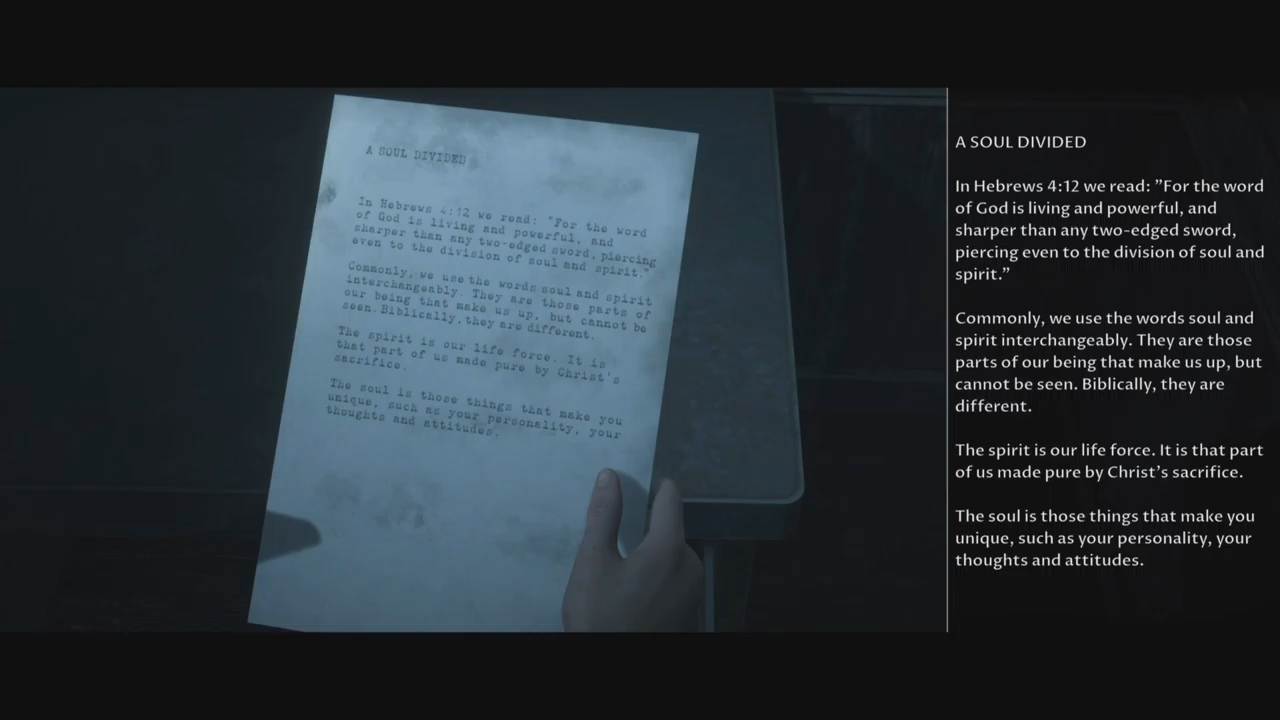 A SOUL DIVIDED
In Hebrews 4:12 we read: "For the word
of God is living and powerful, and
sharper than any two-edged sword, piercing
even to the division of soul and spirit."
Commonly, we use the words soul and spirit
interchangeably. They are those parts of
our being that make us up, but cannot be
seen. Biblically, they are different.
The spirit is our life force. It is
that part of us made pure by Christ's
sacrifice.
The soul is those things that make you
unique, such as your personality, your
thoughts and attitudes.
A SOUL DIVIDED
In Hebrews 4:12 we read: ”For the word
of God is living and powerful, and
sharper than any two-edged sword,
piercing even to the division of soul and
spirit.”
Commonly, we use the words soul and
spirit interchangeably. They are those
parts of our being that make us up, but
cannot be seen. Biblically, they are
different.
The spirit is our life force. It is that part
of us made pure by Christ’s sacrifice.
The soul is those things that make you
unique, such as your personality, your
thoughts and attitudes.